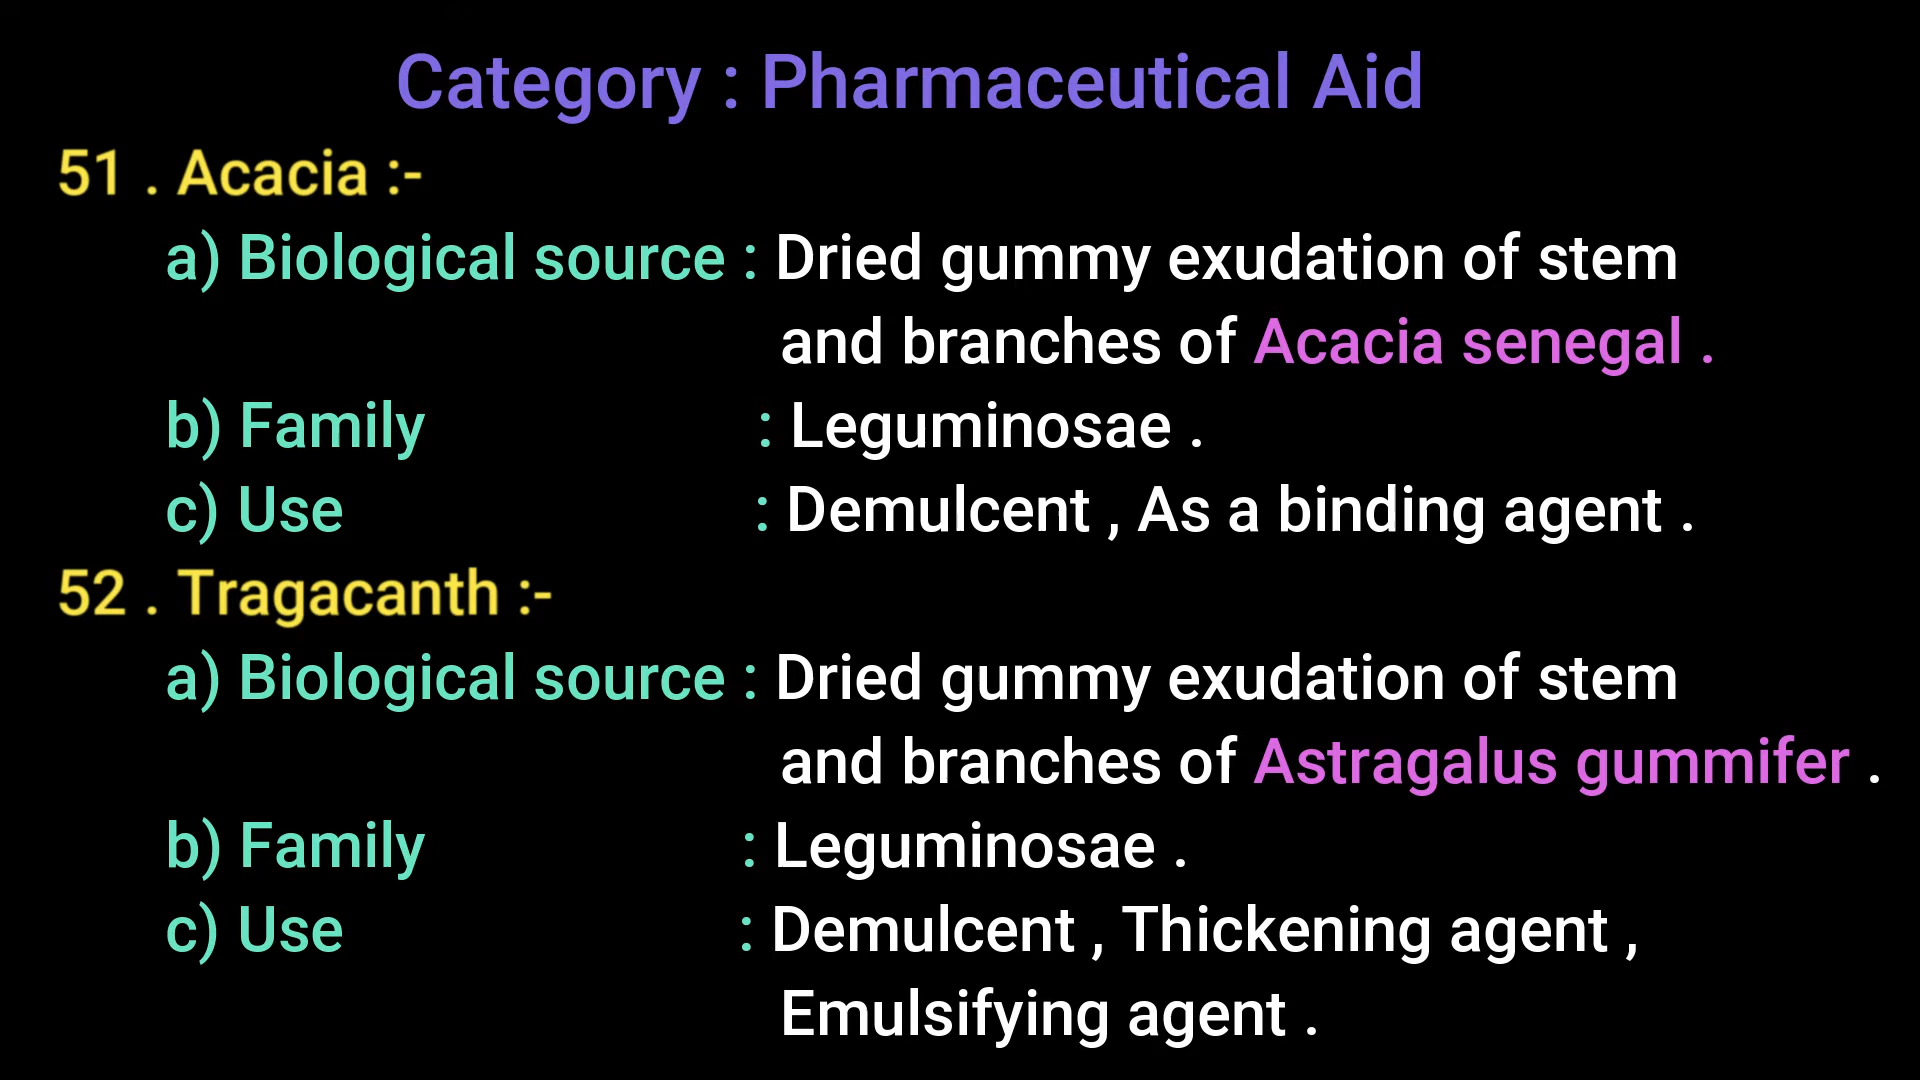 Category : Pharmaceutical Aid
51 . Acacia :-
a) Biological source : Dried gummy exudation of stem
and branches of Acacia senegal .
b) Family : Leguminosae .
c) Use : Demulcent , As a binding agent .
52 . Tragacanth :-
a) Biological source : Dried gummy exudation of stem
and branches of Astragalus gummifer .
b) Family : Leguminosae .
c) Use : Demulcent , Thickening agent ,
Emulsifying agent .